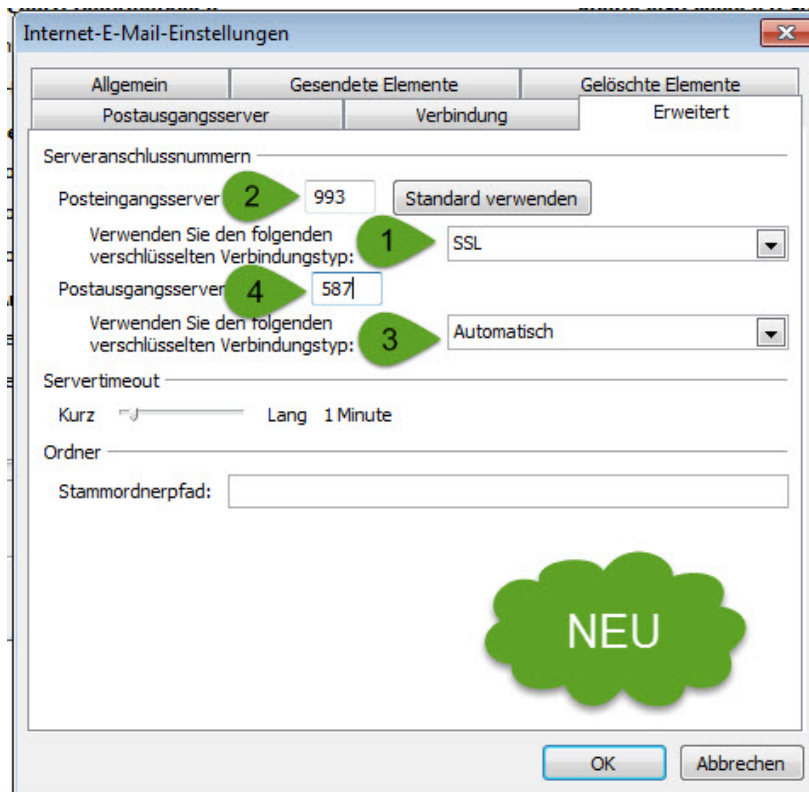 Internet-E-Mail-Einstellungen
Allgemein
Gesendete Elemente
Gelöschte Elemente
Postausgangsserver
Verbindung
Erweitert
Serveranschlussnummern
Posteingangsserver 2 993 Standard verwenden
Verwenden Sie den folgenden
verschlüsselten Verbindungstyp: 1 SSL
Postausgangsserver 4 587
Verwenden Sie den folgenden
verschlüsselten Verbindungstyp: 3 Automatisch
Servertimeout
Kurz Lang 1 Minute
Ordner
Stammordnerpfad:
NEU
OK Abbrechen